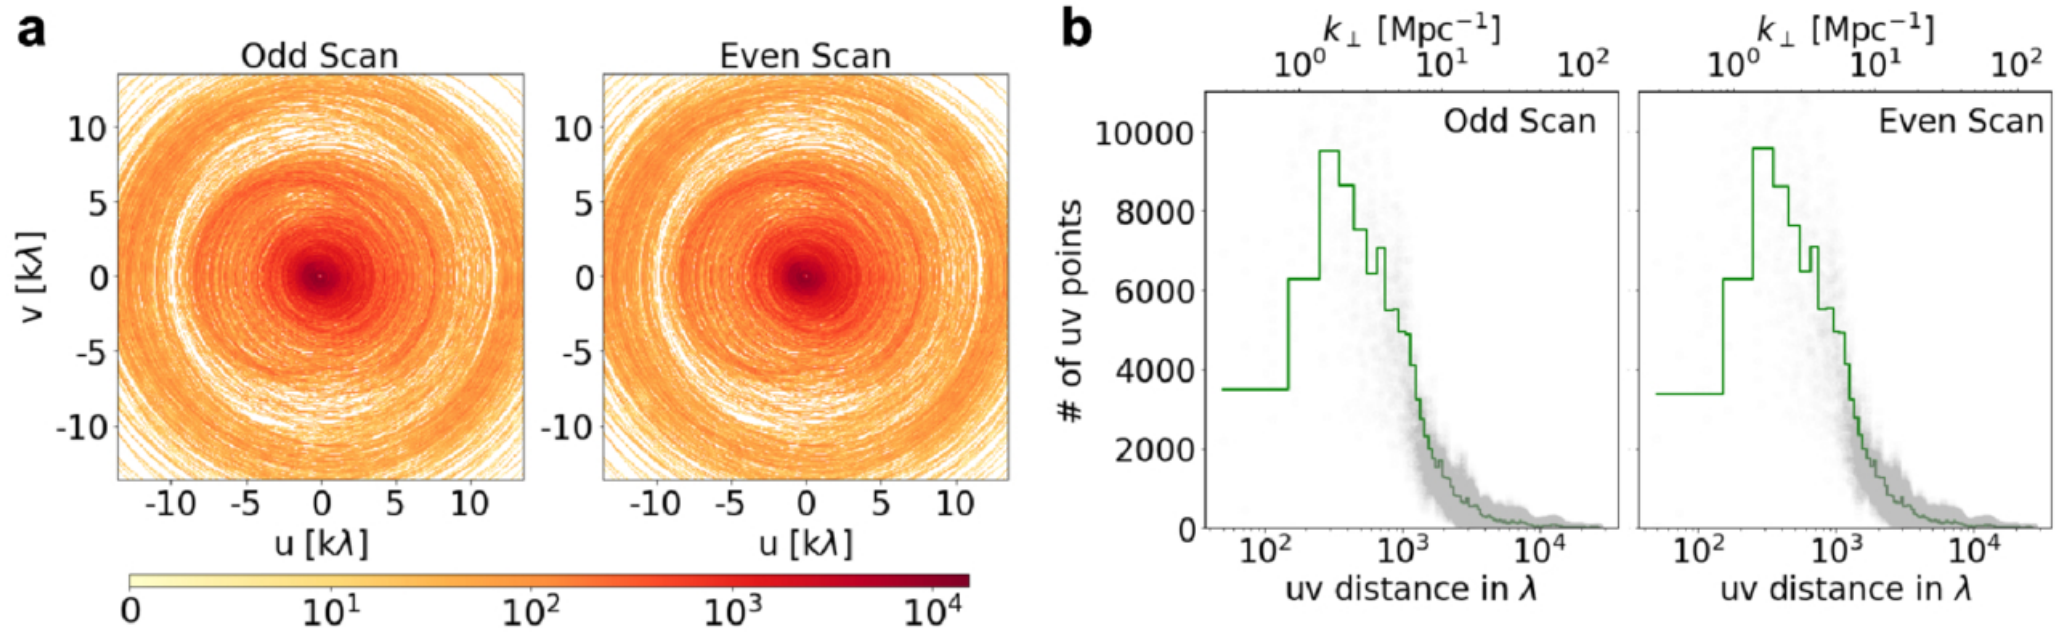 a
Odd Scan
Even Scan
10
5
0
-5
-10
v [kλ]
-10 -5 0 5 10
u [kλ]
10
5
0
-5
-10
-10 -5 0 5 10
u [kλ]
0 10¹ 10² 10³ 10⁴
b
k⊥ [Mpc⁻¹]
10⁰ 10¹ 10²
Odd Scan
10000
8000
6000
4000
2000
0
# of uv points
10² 10³ 10⁴
uv distance in λ
k⊥ [Mpc⁻¹]
10⁰ 10¹ 10²
Even Scan
10² 10³ 10⁴
uv distance in λ